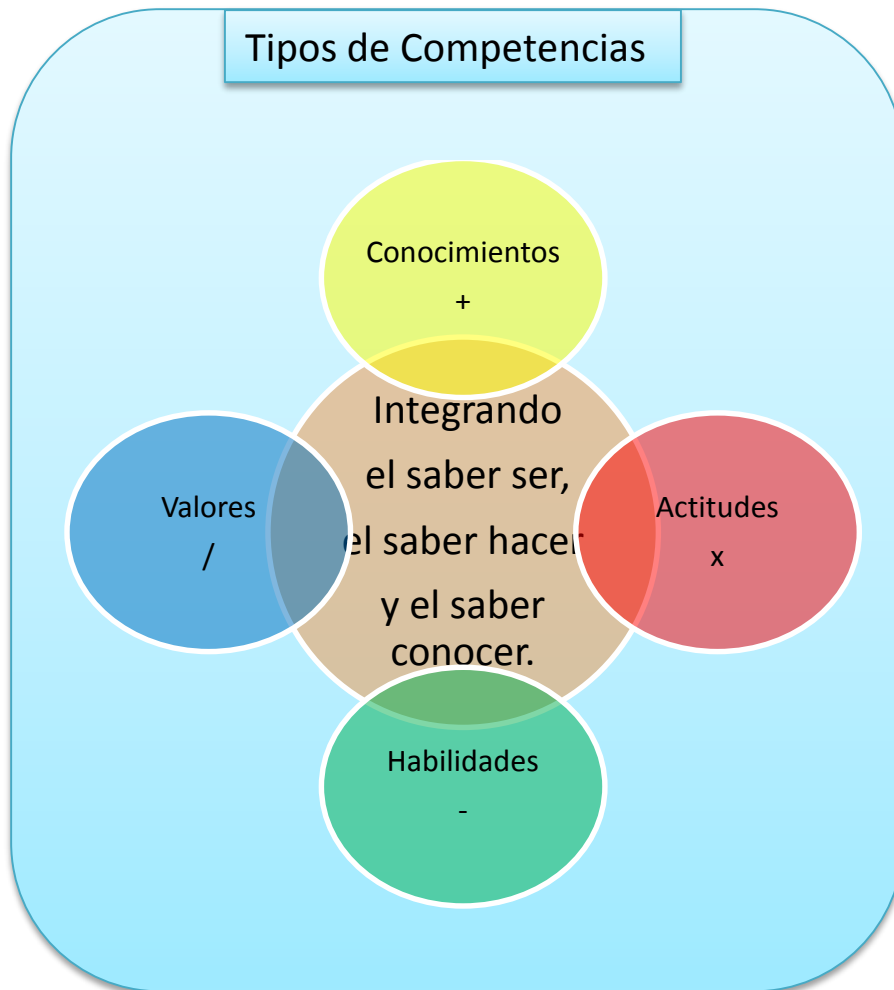 Tipos de Competencias
Conocimientos
+
Integrando
el saber ser,
el saber hacer
y el saber
conocer.
Valores
/
Actitudes
x
Habilidades
-